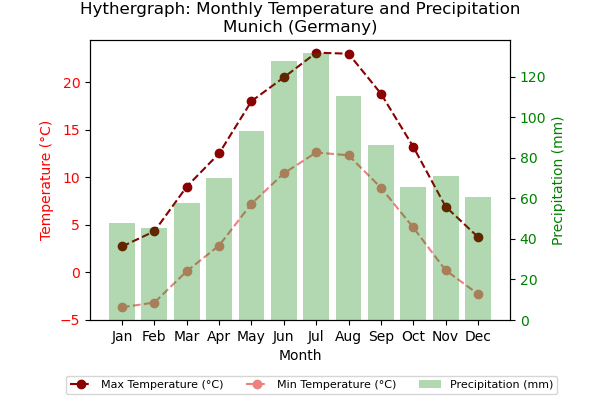 Hythergraph: Monthly Temperature and Precipitation
Munich (Germany)
Temperature (°C)
20
15
10
5
0
−5
Precipitation (mm)
120
100
80
60
40
20
0
Jan Feb Mar Apr May Jun Jul Aug Sep Oct Nov Dec
Month
Max Temperature (°C) Min Temperature (°C) Precipitation (mm)